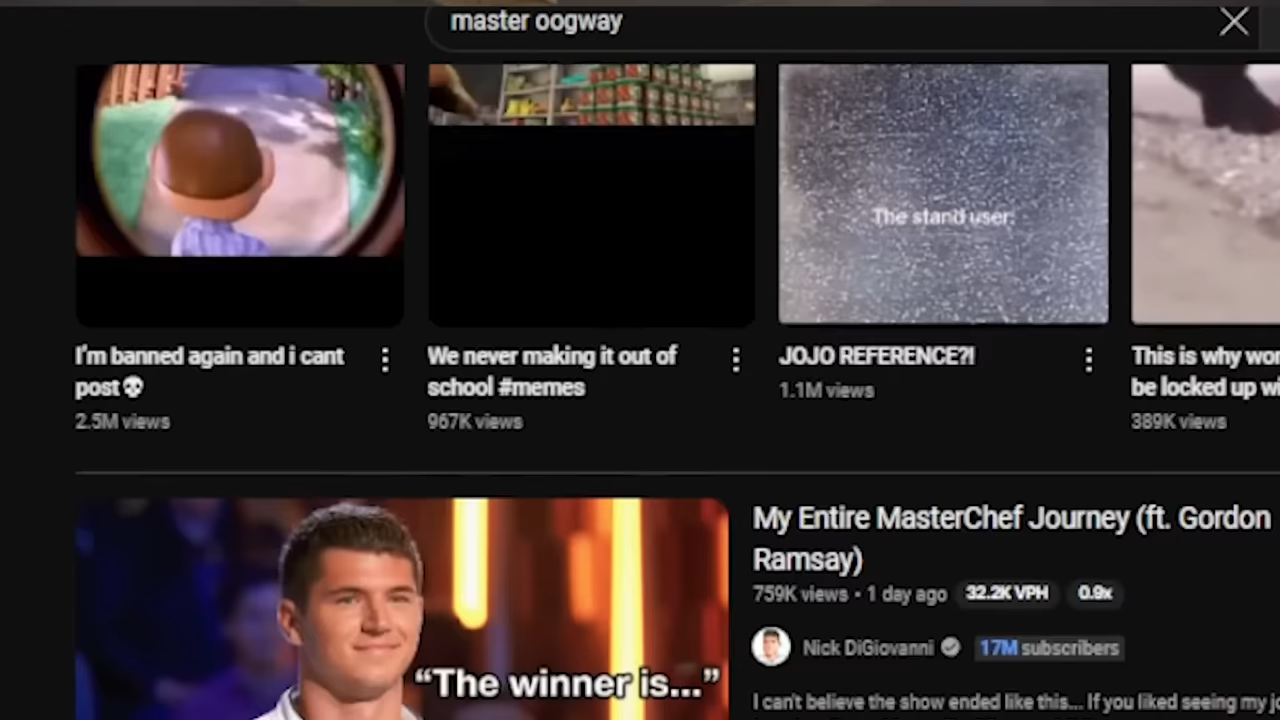 master oogway
The stand user:
I'm banned again and i cant
post💀
2.5M views
We never making it out of
school #memes
967K views
JOJO REFERENCE?!
1.1M views
This is why wo
be locked up wi
389K views
"The winner is..."
My Entire MasterChef Journey (ft. Gordon
Ramsay)
759K views • 1 day ago 32.2K VPH 0.9x
Nick DiGiovanni 17M subscribers
I can't believe the show ended like this... If you liked seeing my jo